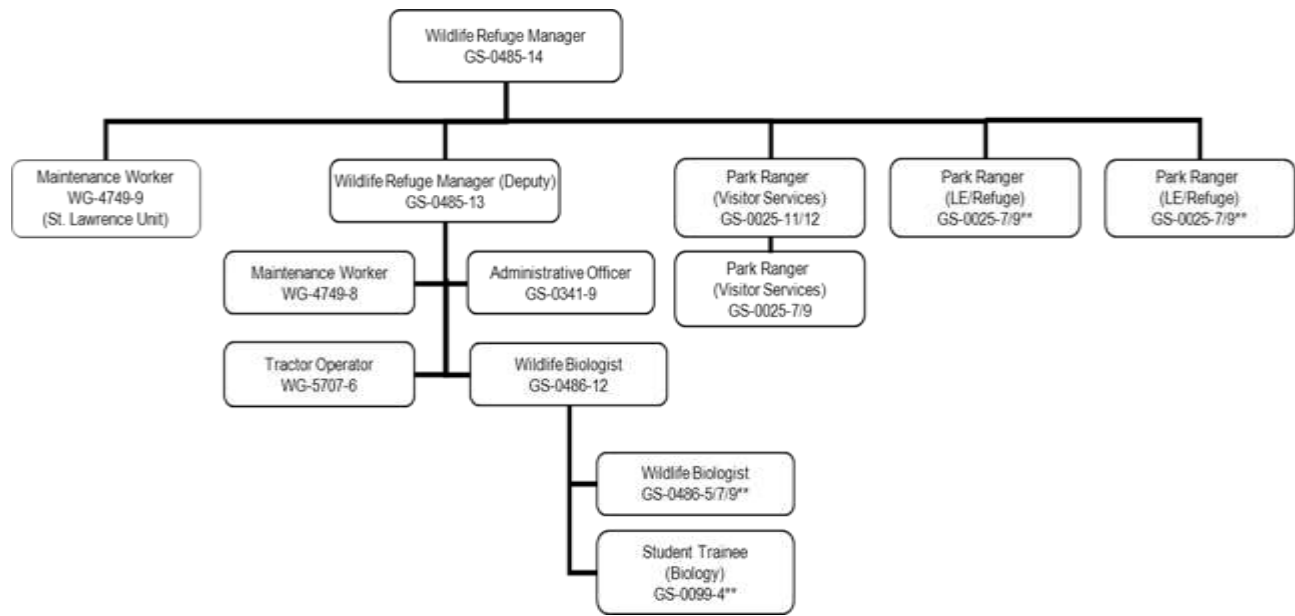 Wildlife Refuge Manager
GS-0485-14
Maintenance Worker
WG-4749-9
(St. Lawrence Unit)
Wildlife Refuge Manager (Deputy)
GS-0485-13
Park Ranger
(Visitor Services)
GS-0025-11/12
Park Ranger
(LE/Refuge)
GS-0025-7/9**
Park Ranger
(LE/Refuge)
GS-0025-7/9**
Maintenance Worker
WG-4749-8
Administrative Officer
GS-0341-9
Park Ranger
(Visitor Services)
GS-0025-7/9
Tractor Operator
WG-5707-6
Wildlife Biologist
GS-0486-12
Wildlife Biologist
GS-0486-5/7/9**
Student Trainee
(Biology)
GS-0099-4**